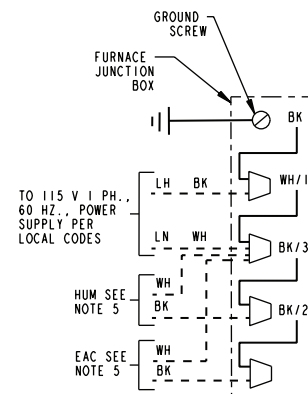 GROUND
SCREW
FURNACE
JUNCTION
BOX
BK
LH BK
WH/1
TO 115 V 1 PH.,
60 HZ., POWER
SUPPLY PER
LOCAL CODES
LN WH
BK/3
WH
HUM SEE
NOTE 5
BK
BK/2
WH
EAC SEE
NOTE 5
BK